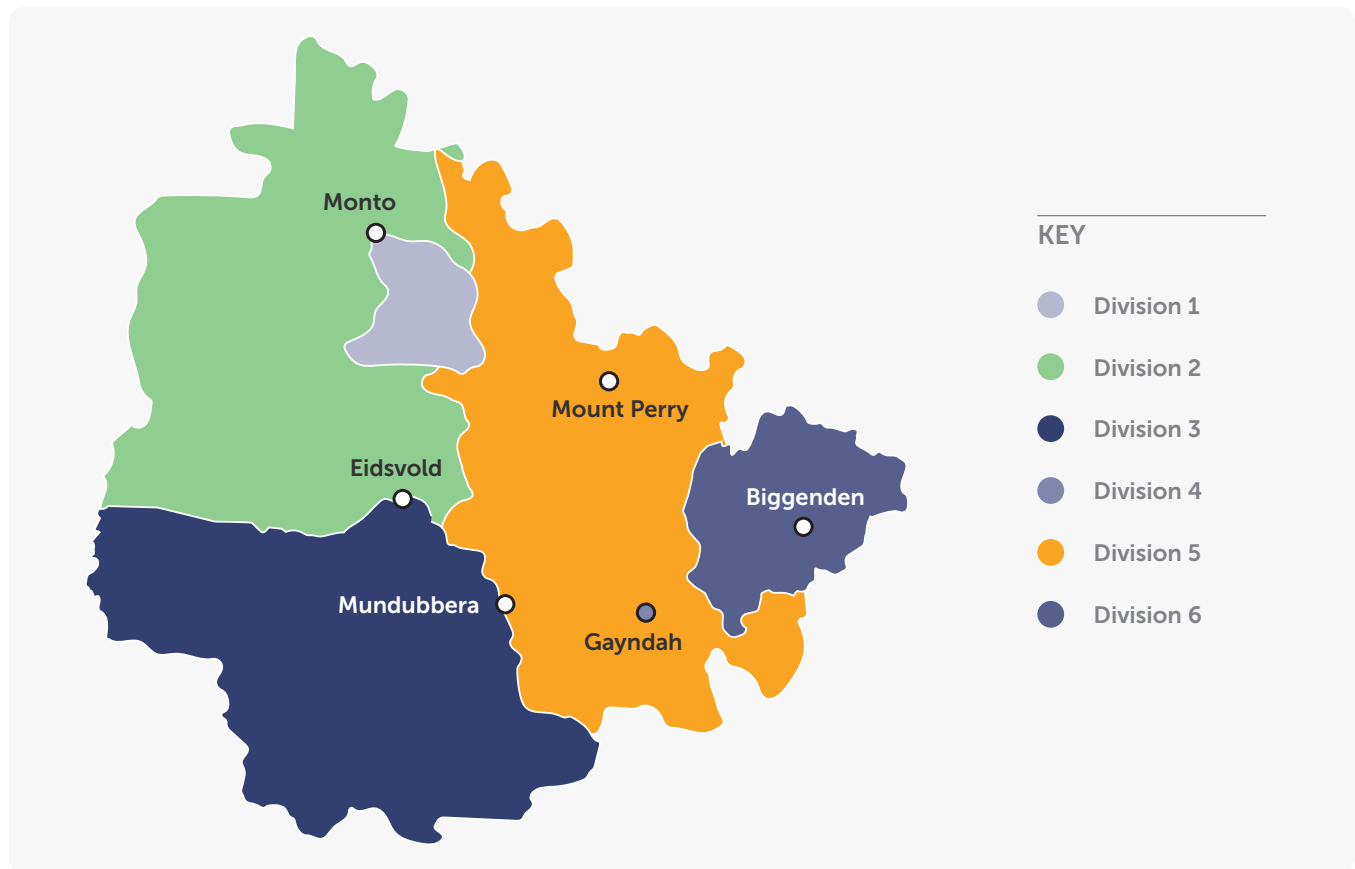 Monto
Mount Perry
Eidsvold
Biggenden
Mundubbera
Gayndah
KEY
Division 1
Division 2
Division 3
Division 4
Division 5
Division 6